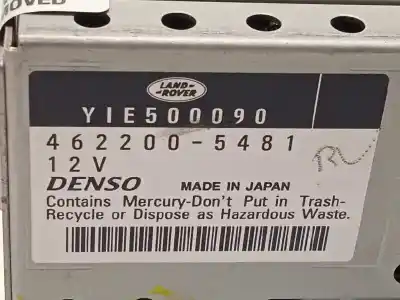 OVED
LAND-
ROVER
YIE500090
462200-5481
12V
DENSO MADE IN JAPAN
Contains Mercury-Don't Put in Trash-
Recycle or Dispose as Hazardous Waste.